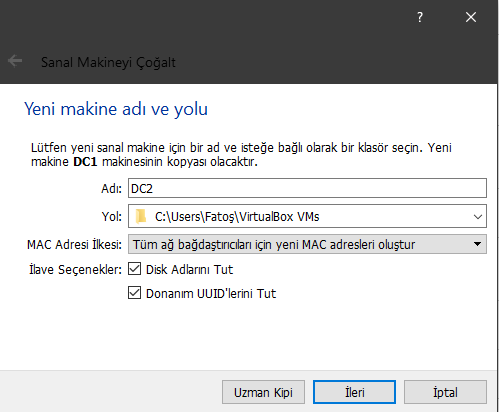 ?
Sanal Makineyi Çoğalt
Yeni makine adı ve yolu
Lütfen yeni sanal makine için bir ad ve isteğe bağlı olarak bir klasör seçin. Yeni
makine DC1 makinesinin kopyası olacaktır.
Adı: DC2
Yol: C:\Users\Fatoş\VirtualBox VMs
MAC Adresi İlkesi: Tüm ağ bağdaştırıcıları için yeni MAC adresleri oluştur
İlave Seçenekler: Disk Adlarını Tut
Donanım UUID'lerini Tut
Uzman Kipi İleri İptal